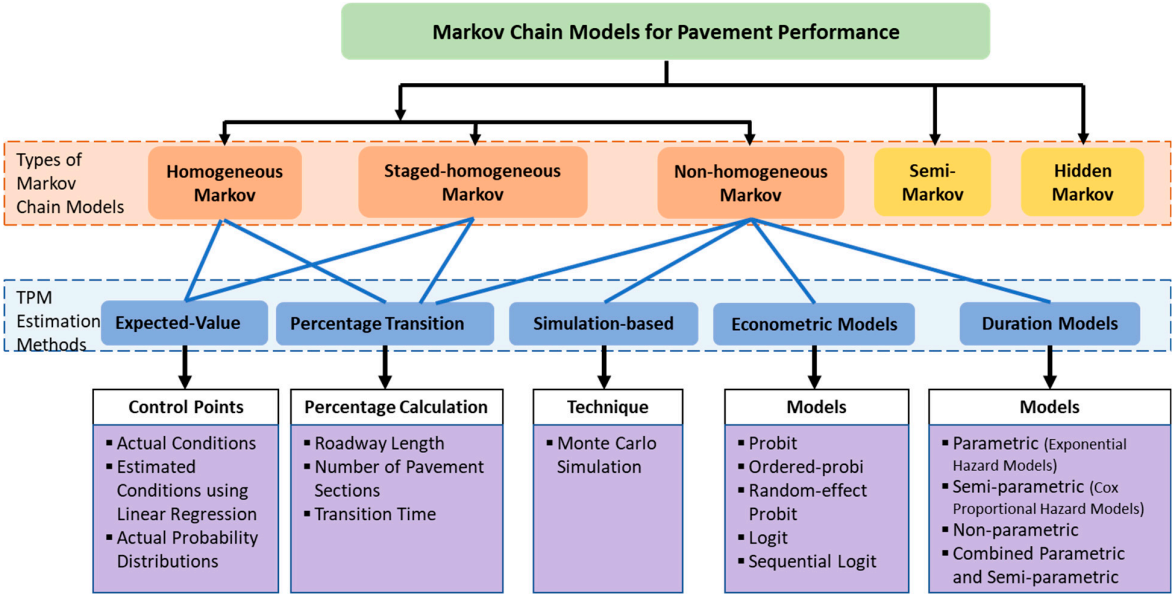 Markov Chain Models for Pavement Performance
Types of
Markov
Chain Models
Homogeneous
Markov
Staged-homogeneous
Markov
Non-homogeneous
Markov
Semi-
Markov
Hidden
Markov
TPM
Estimation
Methods
Expected-Value
Percentage Transition
Simulation-based
Econometric Models
Duration Models
Control Points
▪ Actual Conditions
▪ Estimated
Conditions using
Linear Regression
▪ Actual Probability
Distributions
Percentage Calculation
▪ Roadway Length
▪ Number of Pavement
Sections
▪ Transition Time
Technique
▪ Monte Carlo
Simulation
Models
▪ Probit
▪ Ordered-probi
▪ Random-effect
Probit
▪ Logit
▪ Sequential Logit
Models
▪ Parametric (Exponential
Hazard Models)
▪ Semi-parametric (Cox
Proportional Hazard Models)
▪ Non-parametric
▪ Combined Parametric
and Semi-parametric